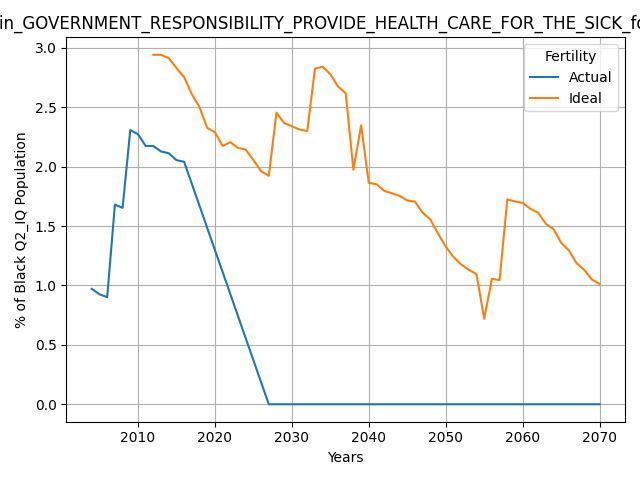 in_GOVERNMENT_RESPONSIBILITY_PROVIDE_HEALTH_CARE_FOR_THE_SICK_fo
Fertility
Actual
Ideal
% of Black Q2_IQ Population
3.0
2.5
2.0
1.5
1.0
0.5
0.0
2010 2020 2030 2040 2050 2060 2070
Years